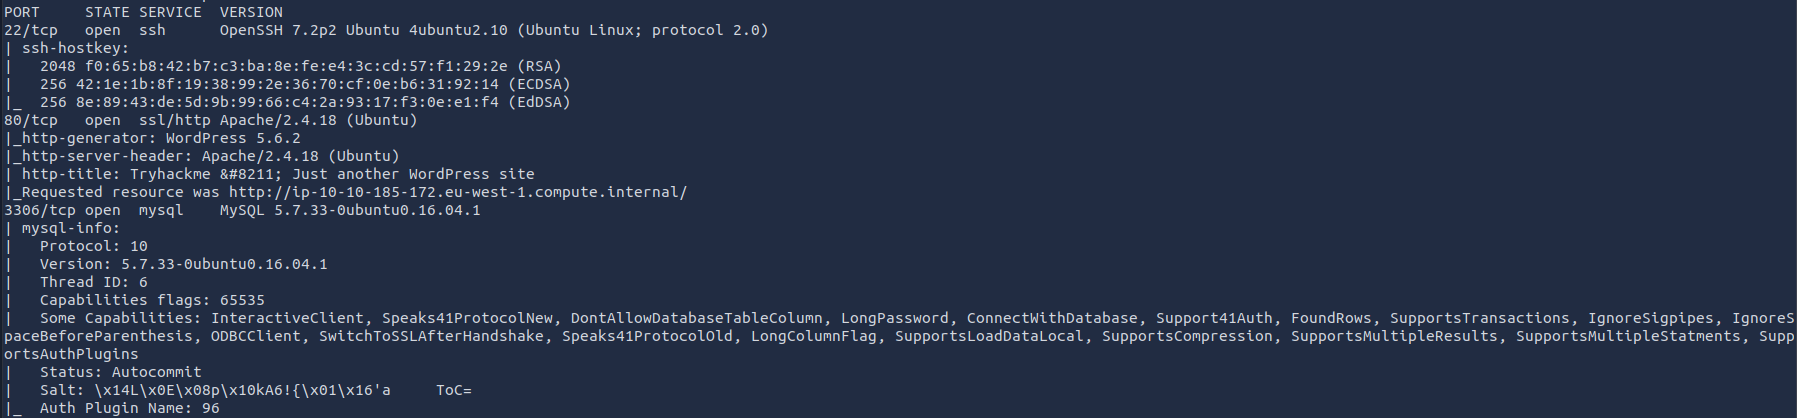 PORT     STATE SERVICE  VERSION
22/tcp   open  ssh      OpenSSH 7.2p2 Ubuntu 4ubuntu2.10 (Ubuntu Linux; protocol 2.0)
| ssh-hostkey:
|   2048 f0:65:b8:42:b7:c3:ba:8e:fe:e4:3c:cd:57:f1:29:2e (RSA)
|   256 42:1e:1b:8f:19:38:99:2e:36:70:cf:0e:b6:31:92:14 (ECDSA)
|_  256 8e:89:43:de:5d:9b:99:66:c4:2a:93:17:f3:0e:e1:f4 (EdDSA)
80/tcp   open  ssl/http Apache/2.4.18 (Ubuntu)
|_http-generator: WordPress 5.6.2
|_http-server-header: Apache/2.4.18 (Ubuntu)
| http-title: Tryhackme &#8211; Just another WordPress site
|_Requested resource was http://ip-10-10-185-172.eu-west-1.compute.internal/
3306/tcp open  mysql    MySQL 5.7.33-0ubuntu0.16.04.1
| mysql-info:
|   Protocol: 10
|   Version: 5.7.33-0ubuntu0.16.04.1
|   Thread ID: 6
|   Capabilities flags: 65535
|   Some Capabilities: InteractiveClient, Speaks41ProtocolNew, DontAllowDatabaseTableColumn, LongPassword, ConnectWithDatabase, Support41Auth, FoundRows, SupportsTransactions, IgnoreSigpipes, IgnoreS
paceBeforeParenthesis, ODBCClient, SwitchToSSLAfterHandshake, Speaks41ProtocolOld, LongColumnFlag, SupportsLoadDataLocal, SupportsCompression, SupportsMultipleResults, SupportsMultipleStatments, Supp
ortsAuthPlugins
|   Status: Autocommit
|   Salt: \x14L\x0E\x08p\x10kA6!{\x01\x16'a     ToC=
|_  Auth Plugin Name: 96